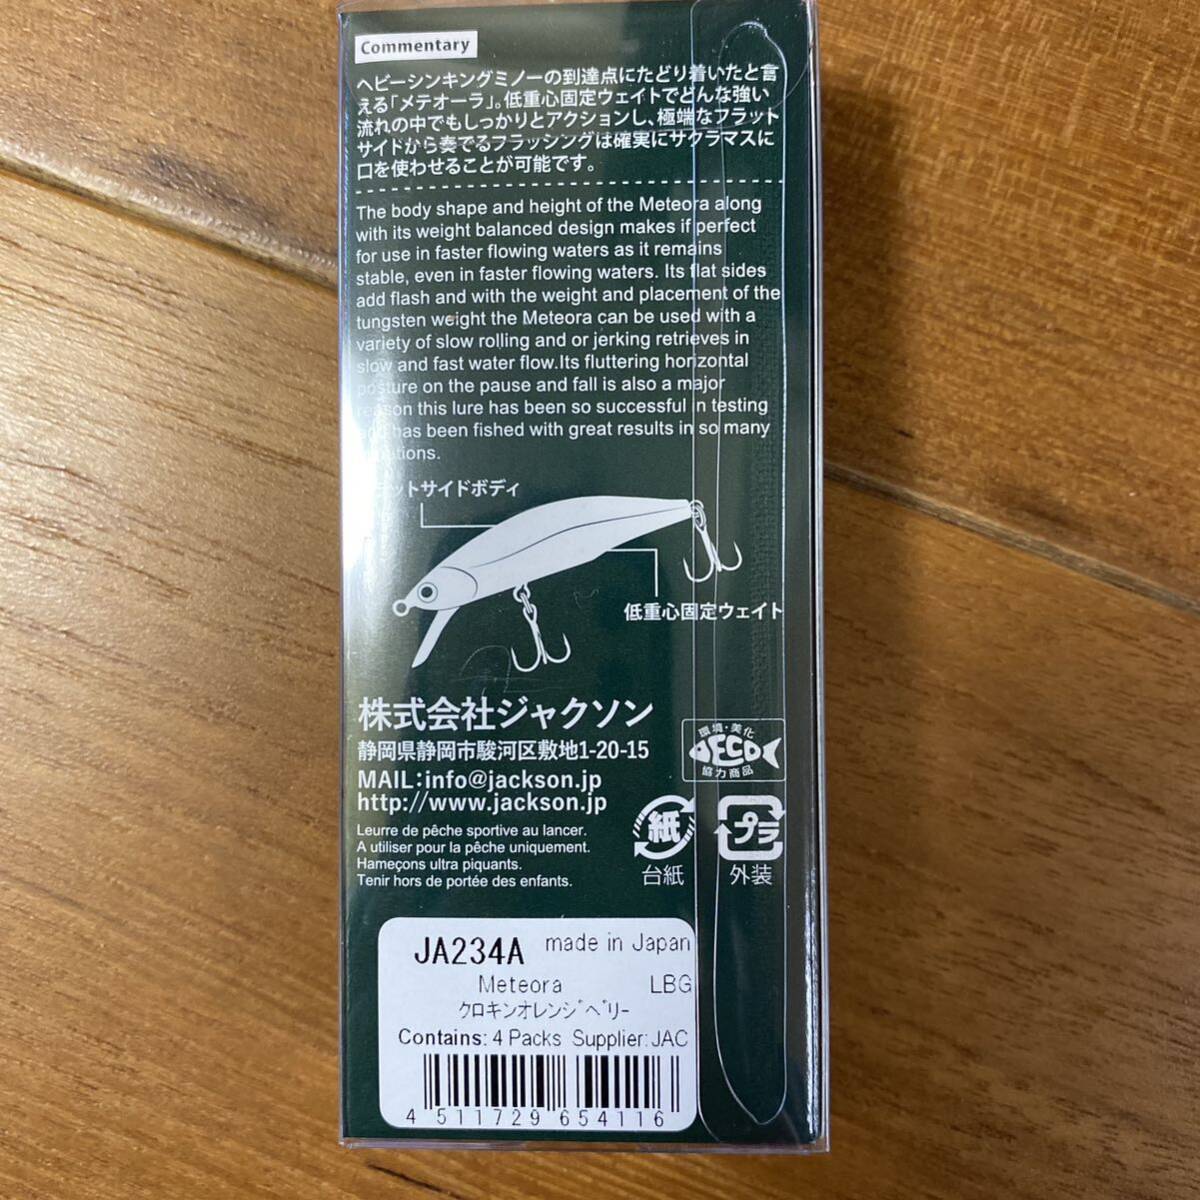 Commentary
ヘビーシンキングミノーの到達点にたどり着いたと言
える「メテオーラ」。低重心固定ウェイトでどんな強い
流れの中でもしっかりとアクションし、極端なフラット
サイドから奏でるフラッシングは確実にサクラマスに
口を使わせることが可能です。
The body shape and height of the Meteora along
with its weight balanced design makes if perfect
for use in faster flowing waters as it remains
stable, even in faster flowing waters. Its flat sides
add flash and with the weight and placement of the
tungsten weight the Meteora can be used with a
variety of slow rolling and or jerking retrieves in
slow and fast water flow.Its fluttering horizontal
posture on the pause and fall is also a major
reason this lure has been so successful in testing
and has been fished with great results in so many
ットサイドボディ
低重心固定ウェイト
株式会社ジャクソン
静岡県静岡市駿河区敷地1-20-15
MAIL:info@jackson.jp
http://www.jackson.jp
環境・美化
ECO
協力商品
Leurre de pêche sportive au lancer.
A utiliser pour la pêche uniquement.
Hameçons ultra piquants.
Tenir hors de portée des enfants.
紙
プラ
台紙
外装
JA234A made in Japan
Meteora LBG
クロキンオレンジベリー
Contains: 4 Packs Supplier: JAC
4 511729 654116